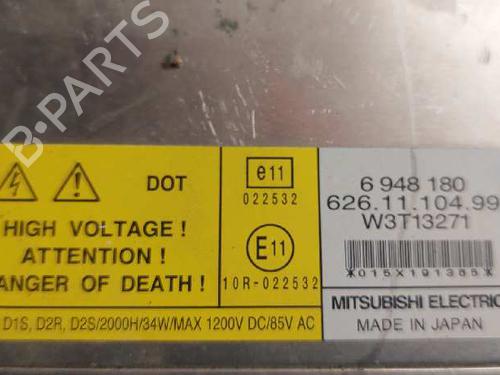 B-PARTS
DOT
HIGH VOLTAGE !
ATTENTION !
ANGER OF DEATH !
D1S, D2R, D2S/2000H/34W/MAX 1200V DC/85V AC
e11
022532
E11
10R-022532
6 948 180
626.11.104.99
W3T13271
*015X191385*
MITSUBISHI ELECTRIC
MADE IN JAPAN